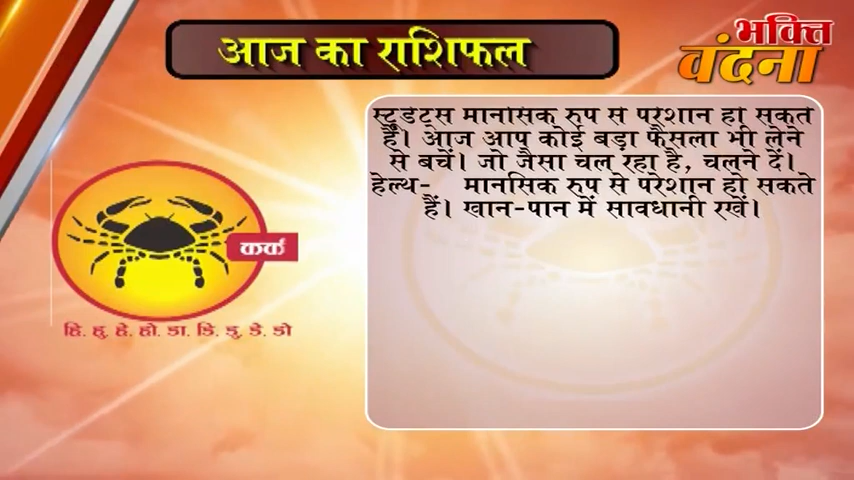 आज का राशिफल
भक्ति
वंदना
स्टूडेंट्स मानसिक रुप से परेशान हो सकते
हैं। आज आप कोई बड़ा फैसला भी लेने
से बचें। जो जैसा चल रहा है, चलने दें।
हेल्थ- मानसिक रुप से परेशान हो सकते
हैं। खान-पान में सावधानी रखें।
कर्क
हि. हु. हे. हो. डा. डि. डु. डे. डो